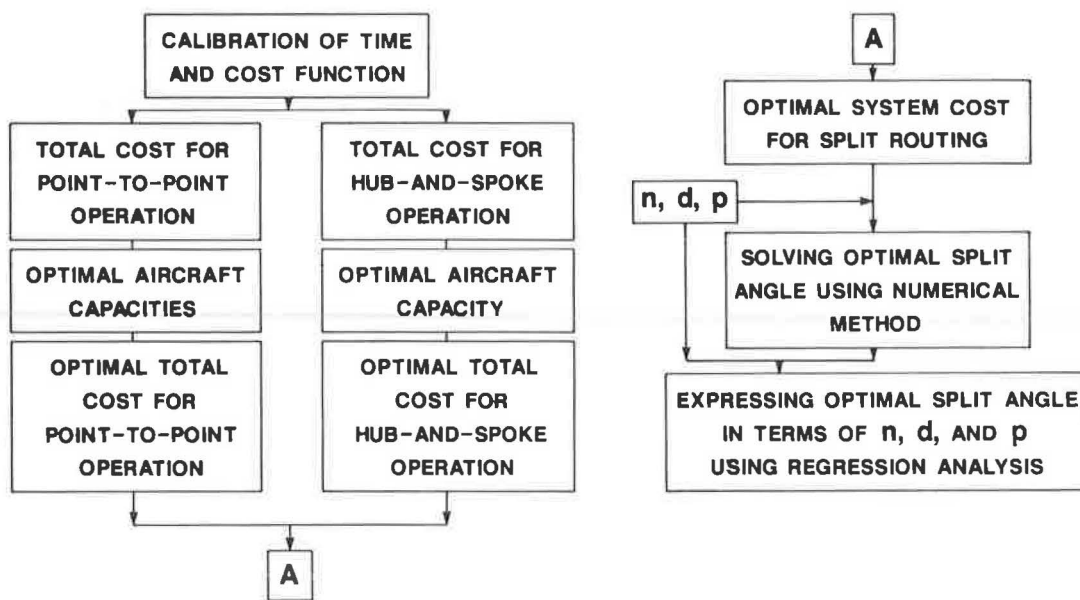 CALIBRATION OF TIME
AND COST FUNCTION
TOTAL COST FOR
POINT-TO-POINT
OPERATION
TOTAL COST FOR
HUB-AND-SPOKE
OPERATION
OPTIMAL AIRCRAFT
CAPACITIES
OPTIMAL AIRCRAFT
CAPACITY
OPTIMAL TOTAL
COST FOR
POINT-TO-POINT
OPERATION
OPTIMAL TOTAL
COST FOR
HUB-AND-SPOKE
OPERATION
A
A
OPTIMAL SYSTEM COST
FOR SPLIT ROUTING
n, d, p
SOLVING OPTIMAL SPLIT
ANGLE USING NUMERICAL
METHOD
EXPRESSING OPTIMAL SPLIT ANGLE
IN TERMS OF n, d, AND p
USING REGRESSION ANALYSIS